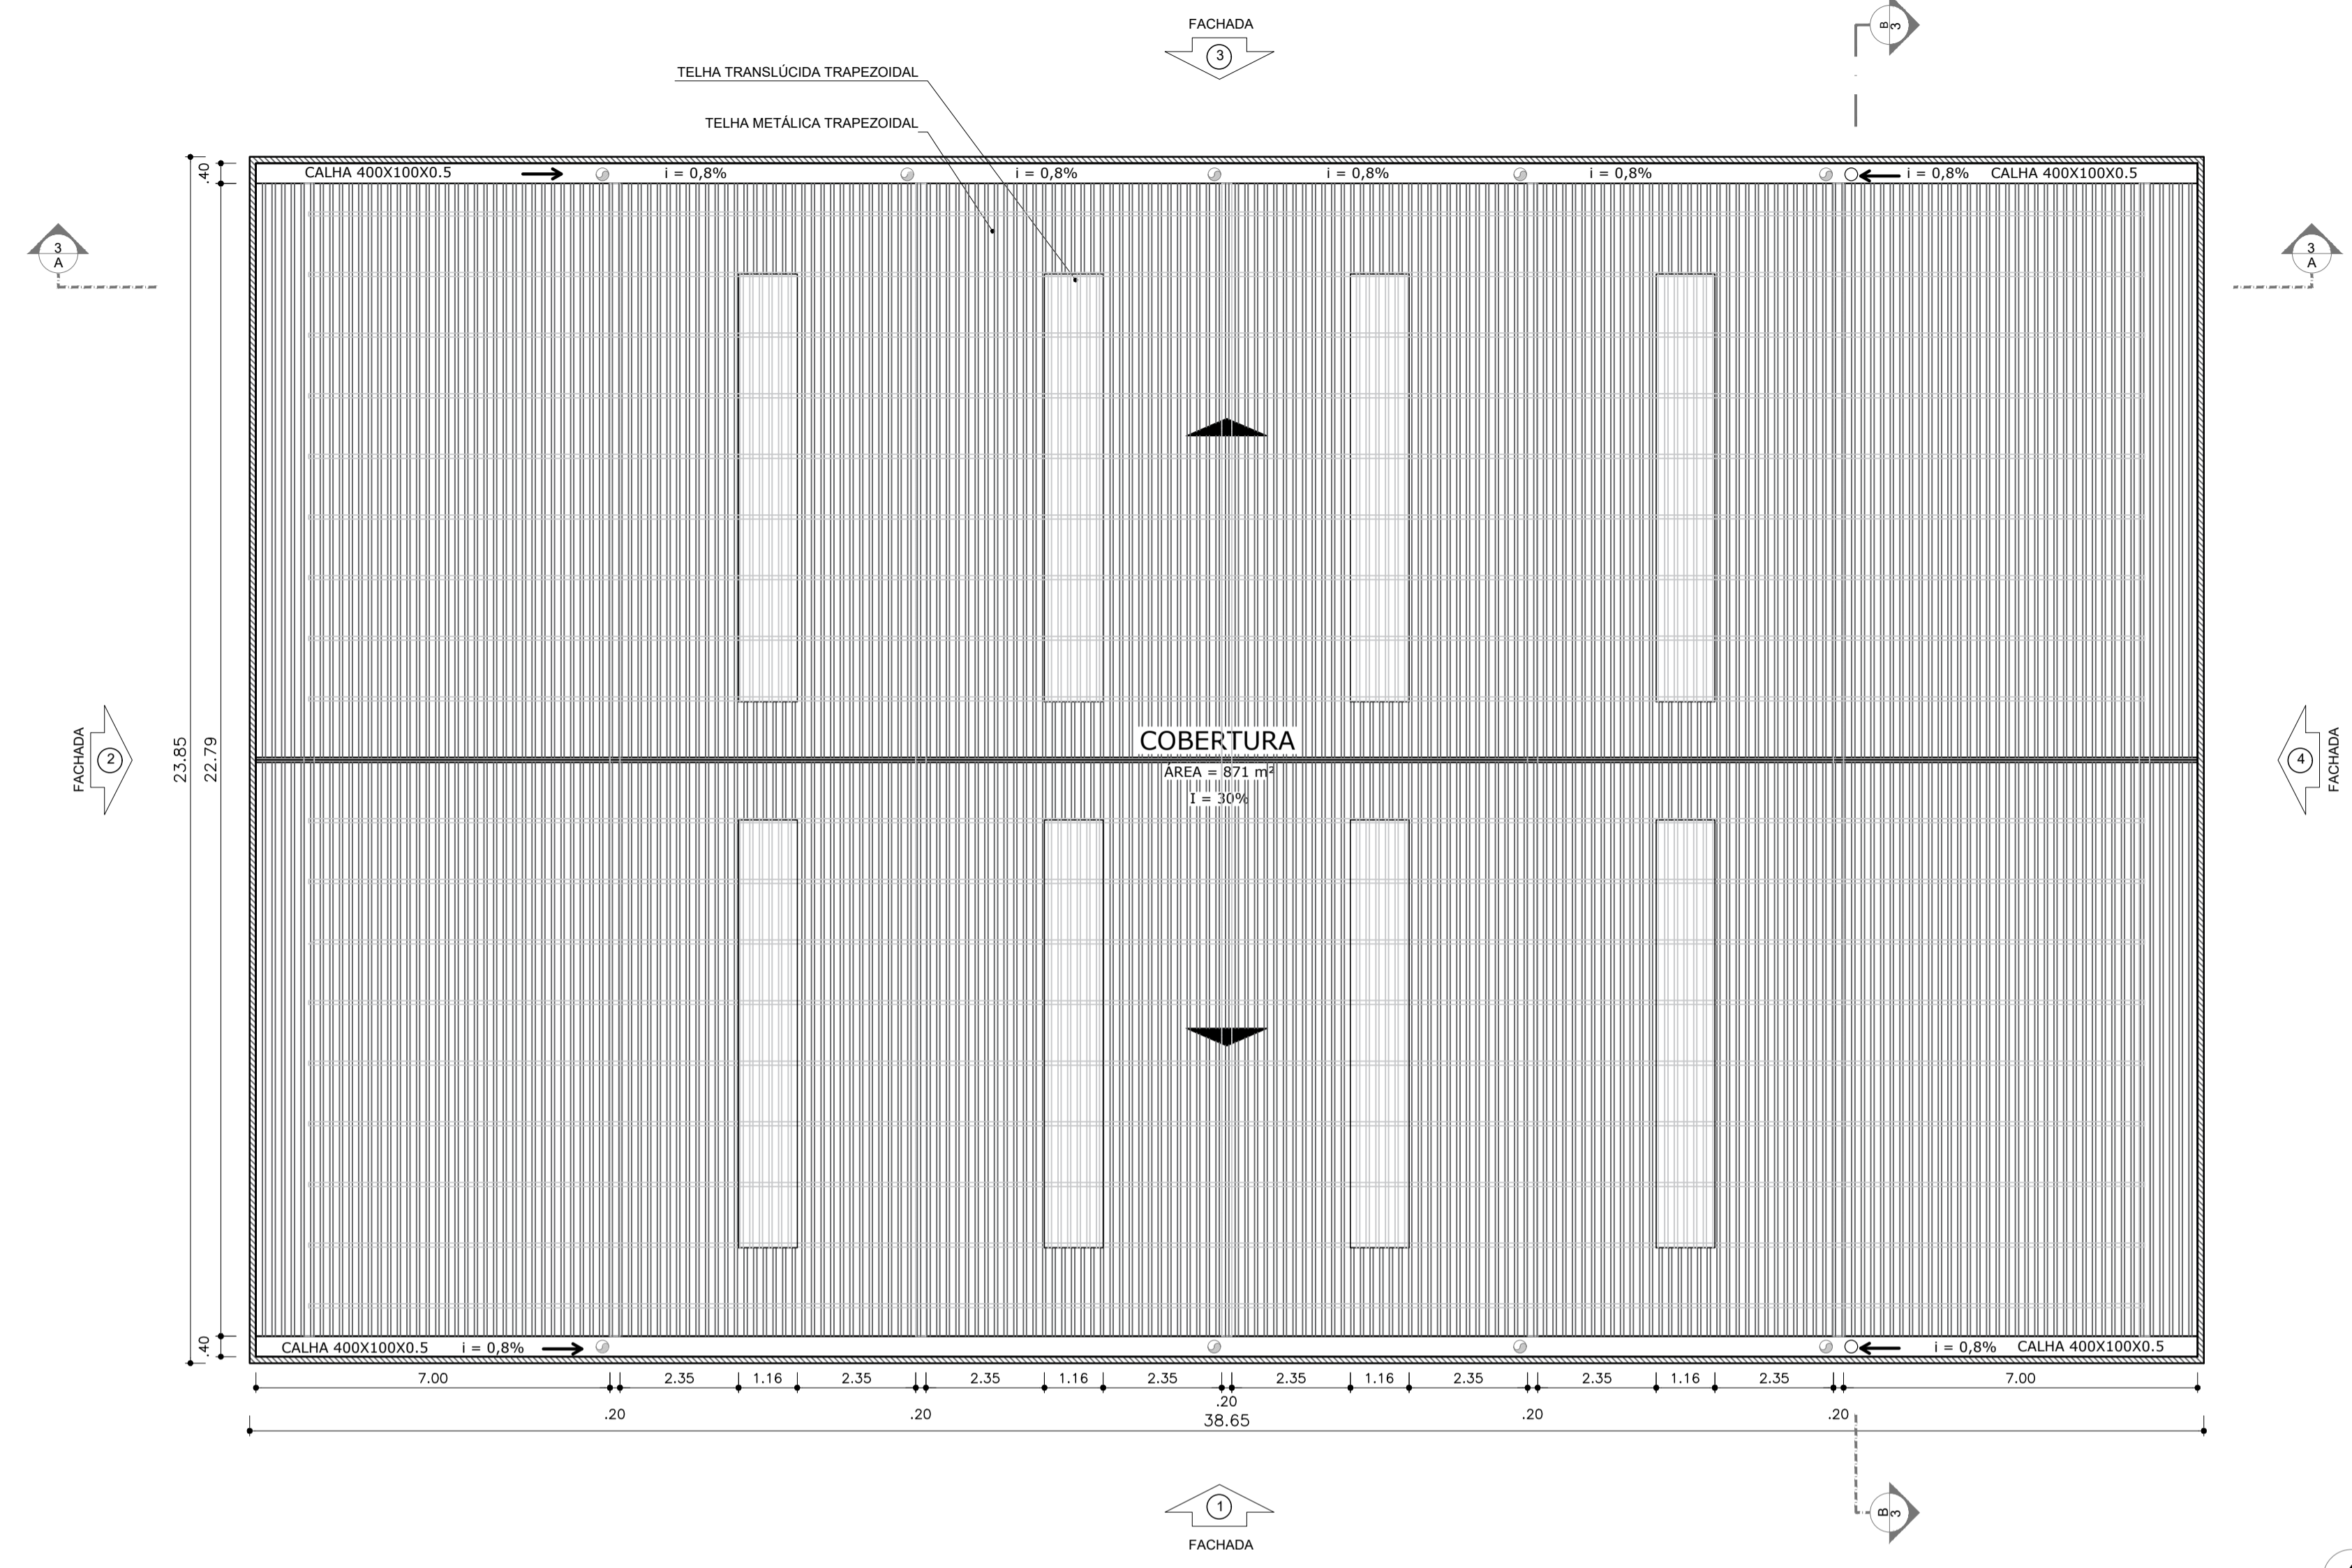 FACHADA
3
B
3
TELHA TRANSLÚCIDA TRAPEZOIDAL
TELHA METÁLICA TRAPEZOIDAL
.40
CALHA 400X100X0.5
i = 0,8%
i = 0,8%
i = 0,8%
i = 0,8%
i = 0,8%
CALHA 400X100X0.5
3
A
3
A
FACHADA
2
23.85
22.79
COBERTURA
ÁREA = 871 m²
I = 30%
4
FACHADA
.40
CALHA 400X100X0.5
i = 0,8%
i = 0,8%
CALHA 400X100X0.5
7.00
2.35
1.16
2.35
2.35
1.16
2.35
2.35
1.16
2.35
2.35
1.16
2.35
7.00
.20
.20
.20
.20
.20
38.65
1
FACHADA
B
3